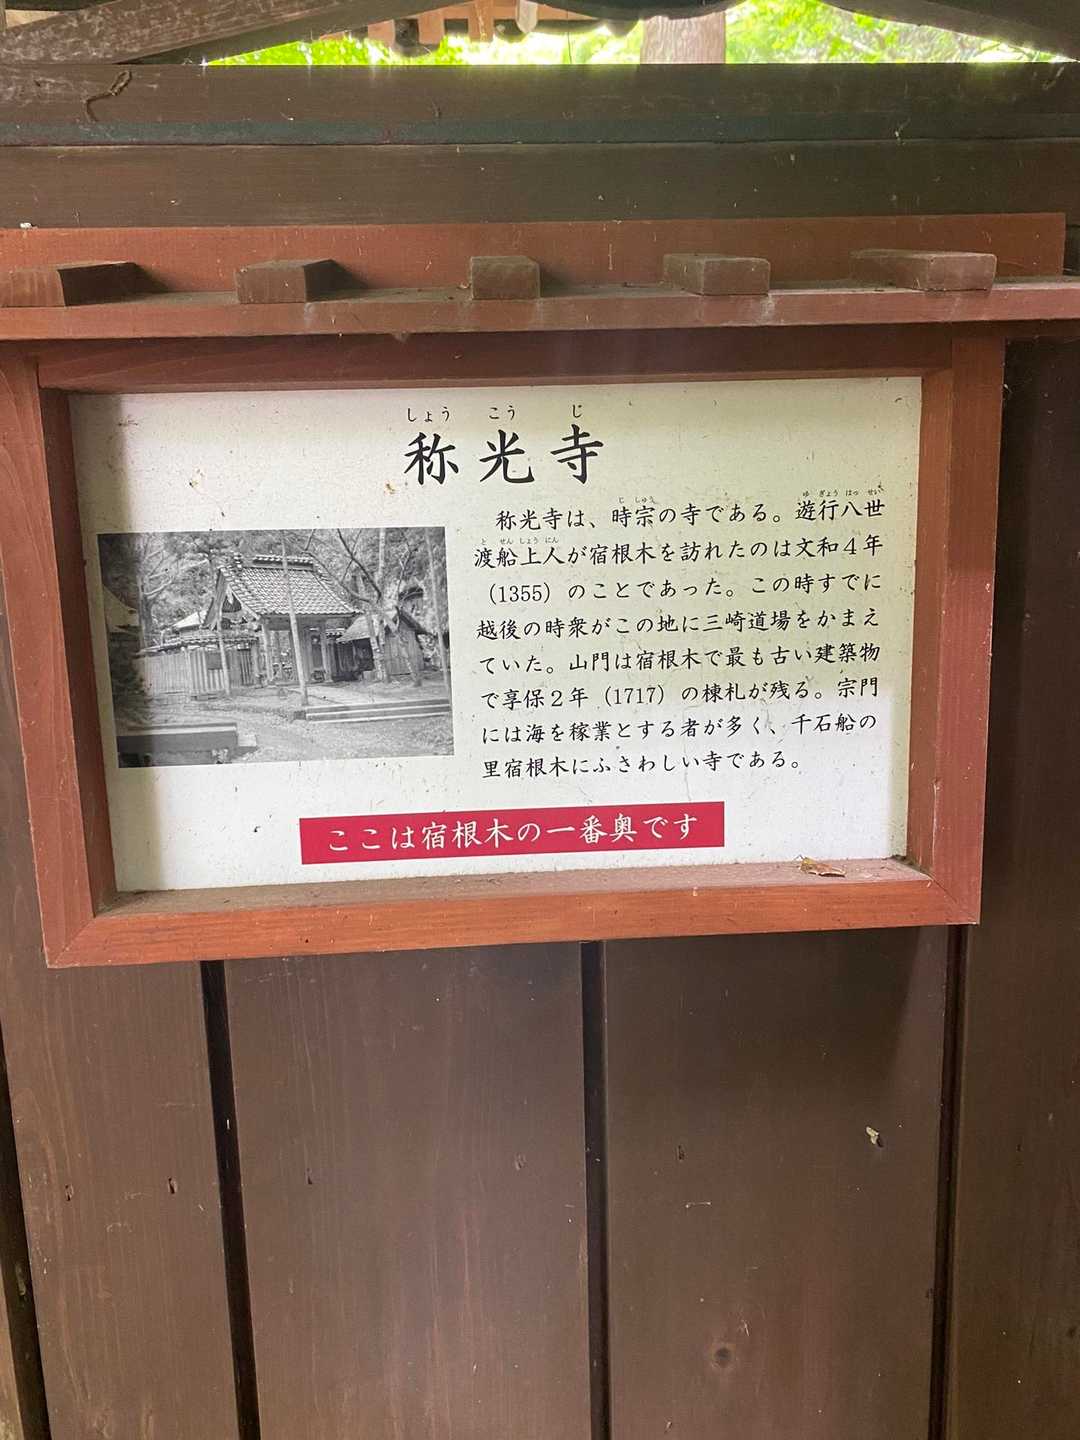 しょう こう じ
称光寺
称光寺は、時宗の寺である。遊行八世
渡船上人が宿根木を訪れたのは文和4年
(1355) のことであった。この時すでに
越後の時衆がこの地に三崎道場をかまえ
ていた。山門は宿根木で最も古い建築物
で享保2年 (1717) の棟札が残る。宗門
には海を稼業とする者が多く、千石船の
里宿根木にふさわしい寺である。
ここは宿根木の一番奥です